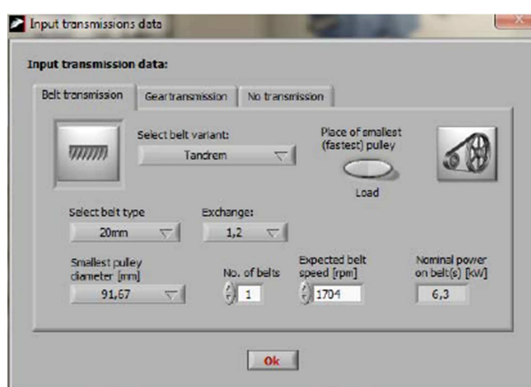 Input transmissions data
Input transmission data:
Belt transmission Gear transmission No transmission
Select belt variant:
Tandrem
Place of smallest
(fastest) pulley
Load
Select belt type
20mm
Exchange:
1,2
Smallest pulley
diameter [mm]
91,67
No. of belts
1
Expected belt
speed [rpm]
1704
Nominal power
on belt(s) [kW]
6,3
Ok